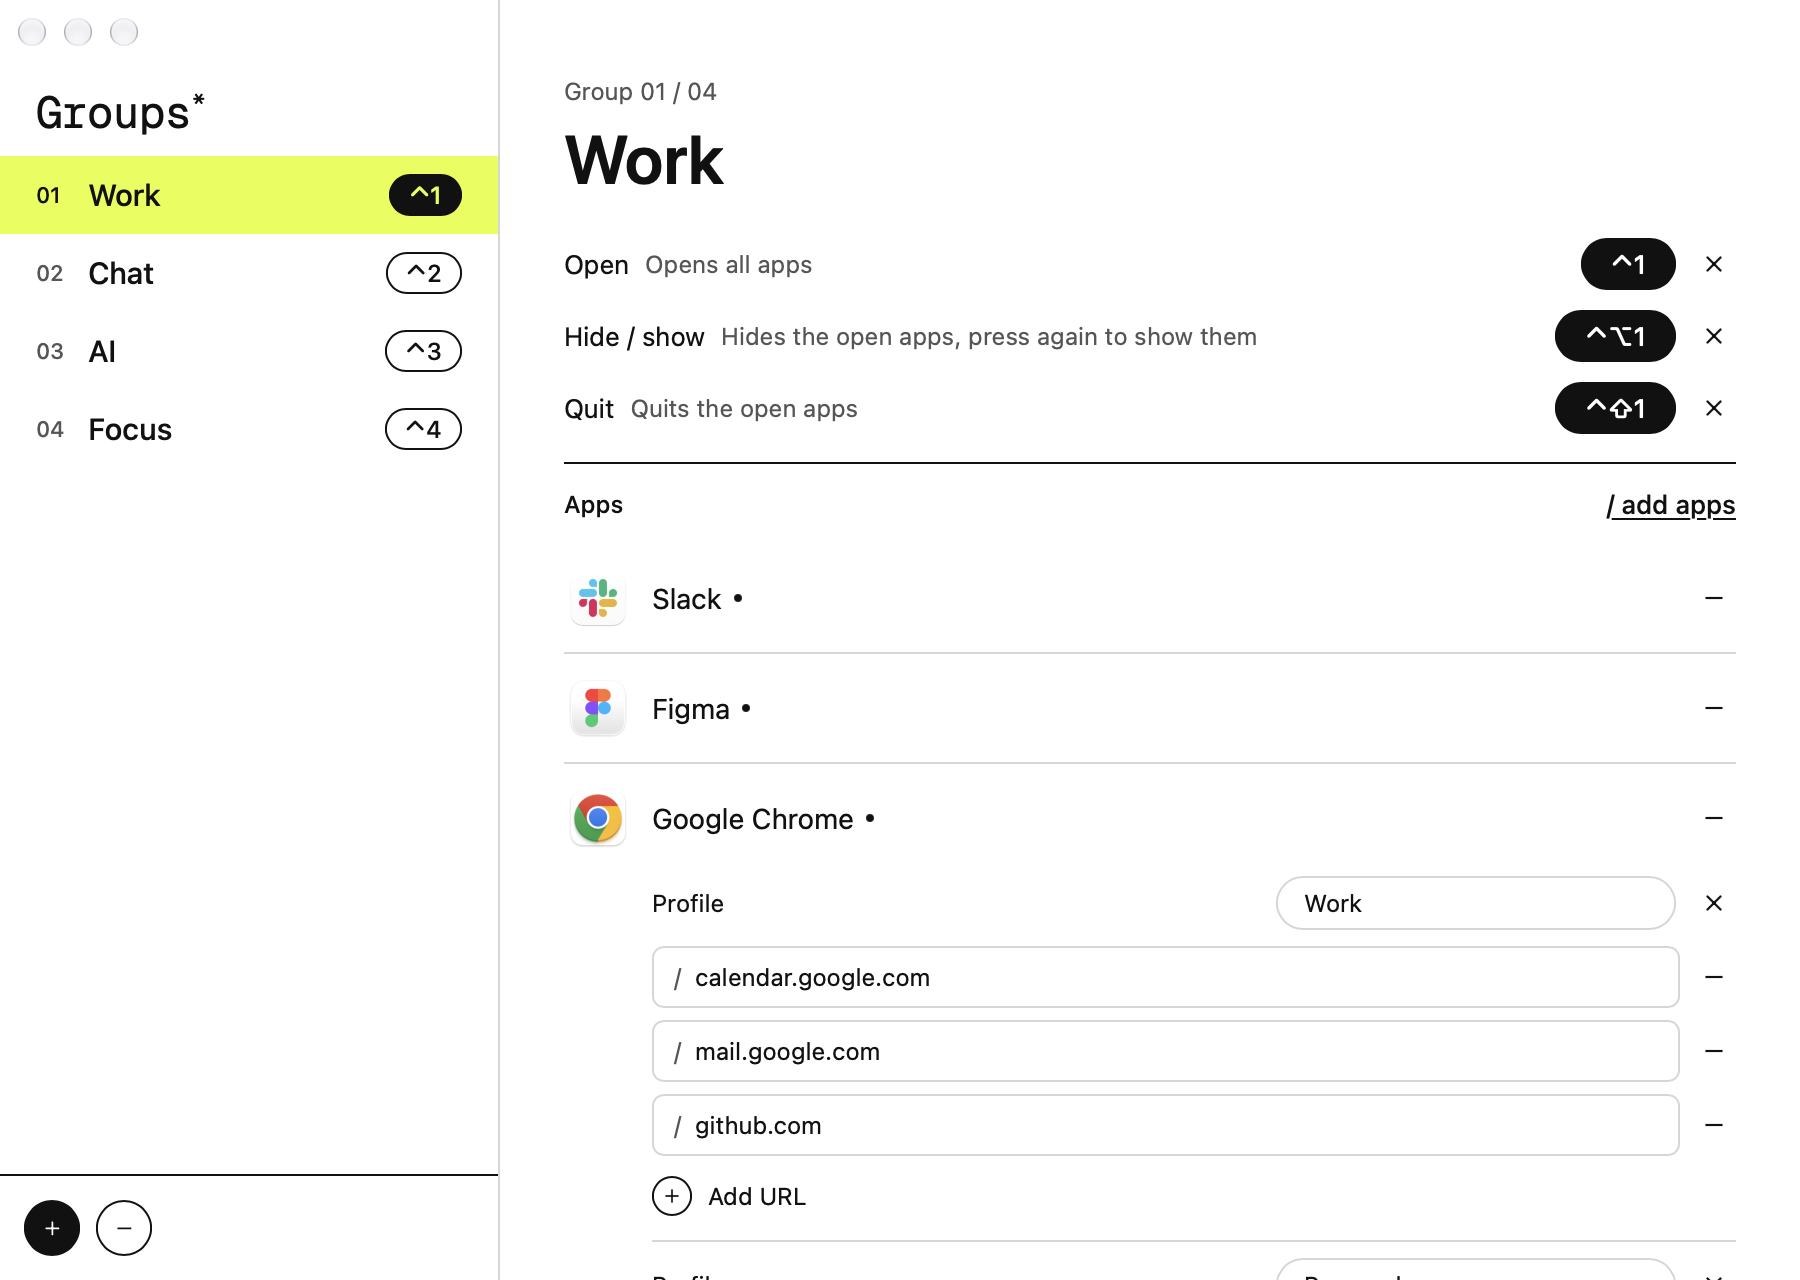 Groups*
01 Work ^1
02 Chat ^2
03 AI ^3
04 Focus ^4
Group 01 / 04
Work
Open Opens all apps ^1
Hide / show Hides the open apps, press again to show them ^⌥1
Quit Quits the open apps ^⇧1
Apps / add apps
Slack •
Figma •
Google Chrome •
Profile Work
/ calendar.google.com
/ mail.google.com
/ github.com
Add URL